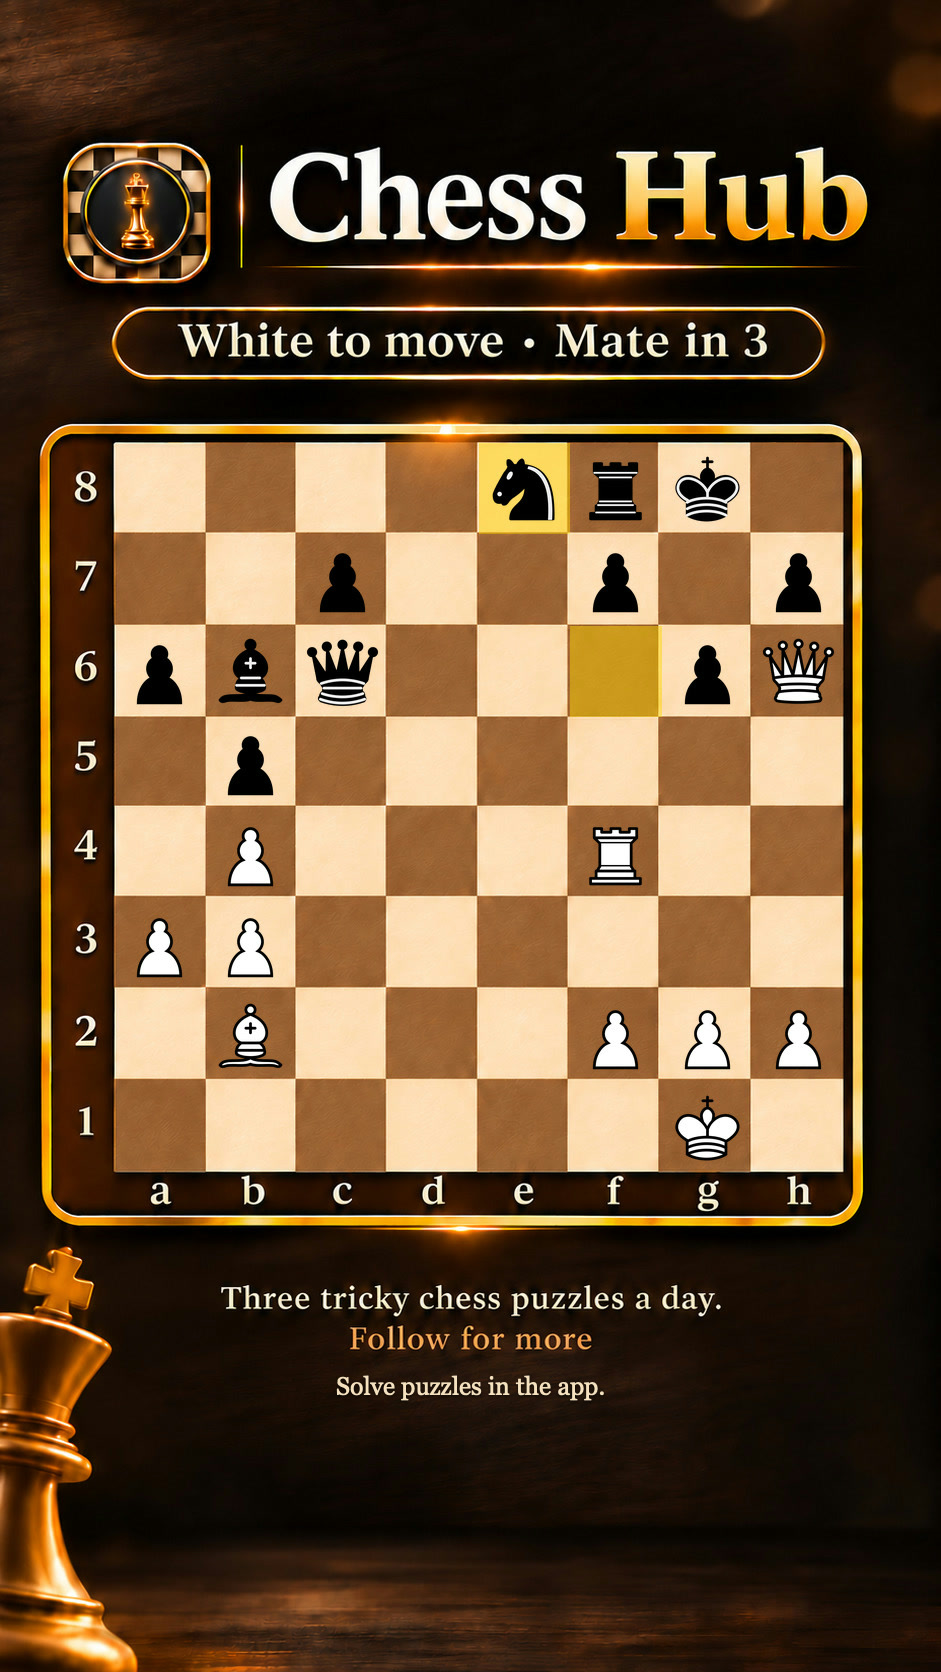 Chess Hub
White to move • Mate in 3
8
7
6
5
4
3
2
1
a b c d e f g h
Three tricky chess puzzles a day.
Follow for more
Solve puzzles in the app.